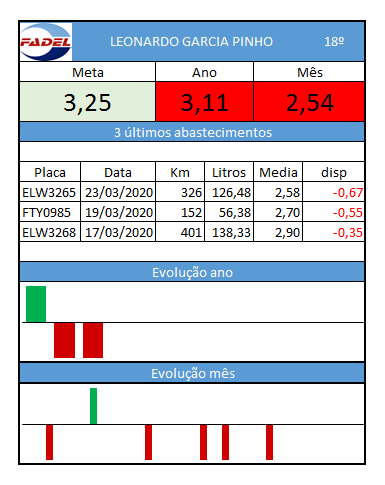 FADEL LEONARDO GARCIA PINHO 18º
Meta Ano Mês
3,25 3,11 2,54
3 últimos abastecimentos
Placa Data Km Litros Media disp
ELW3265 23/03/2020 326 126,48 2,58 -0,67
FTY0985 19/03/2020 152 56,38 2,70 -0,55
ELW3268 17/03/2020 401 138,33 2,90 -0,35
Evolução ano
Evolução mês